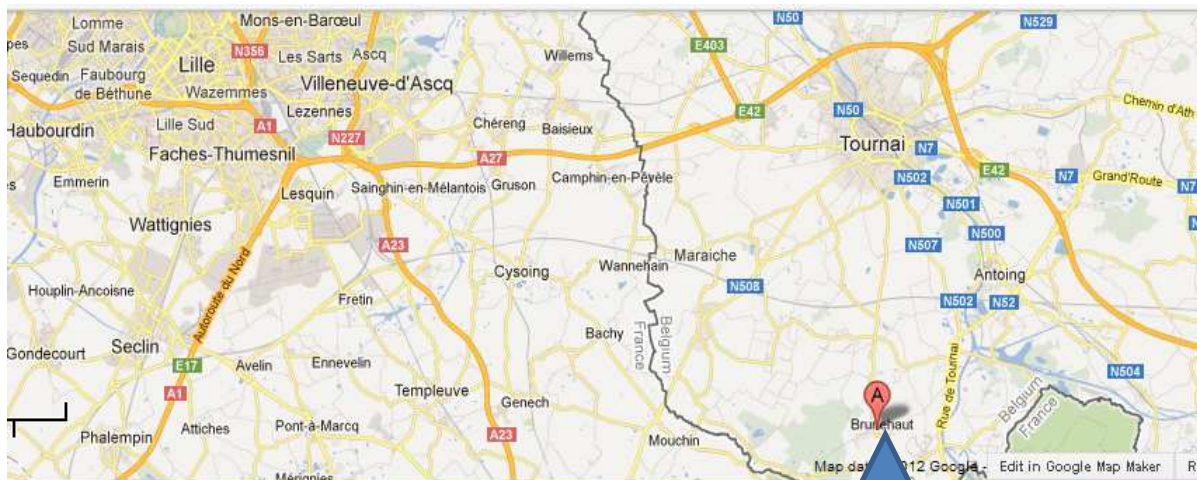 Lomme
Mons-en-Barœul
N50
N529
Sud Marais
N356
Les Sarts
Ascq
Willems
E403
Lille
Sequedin
Faubourg
de Béthune
Wazemmes
Villeneuve-d'Ascq
Lezennes
E42
N50
Chemin d'Ath
Haubourdin
Lille Sud
A1
N227
Chéreng
Baisieux
Tournai
N7
Faches-Thumesnil
A27
E42
Emmerin
Lesquin
Sainghin-en-Mélantois
Gruson
Camphin-en-Pévèle
N502
N7
Grand'Route
N7
Wattignies
N501
A23
N507
N500
Maraiche
Cysoing
Wannehain
Antoing
Houplin-Ancoisne
Autoroute du Nord
Fretin
N508
N502
N52
Bachy
Belgium
France
Gondecourt
Seclin
E17
Avelin
Ennevelin
Rue de Tournai
N504
A1
Templeuve
Genech
A
Belgium
France
Phalempin
Attiches
Pont-à-Marcq
A23
Mouchin
Brunehaut
Mérignies
Google - Edit in Google Map Maker
R